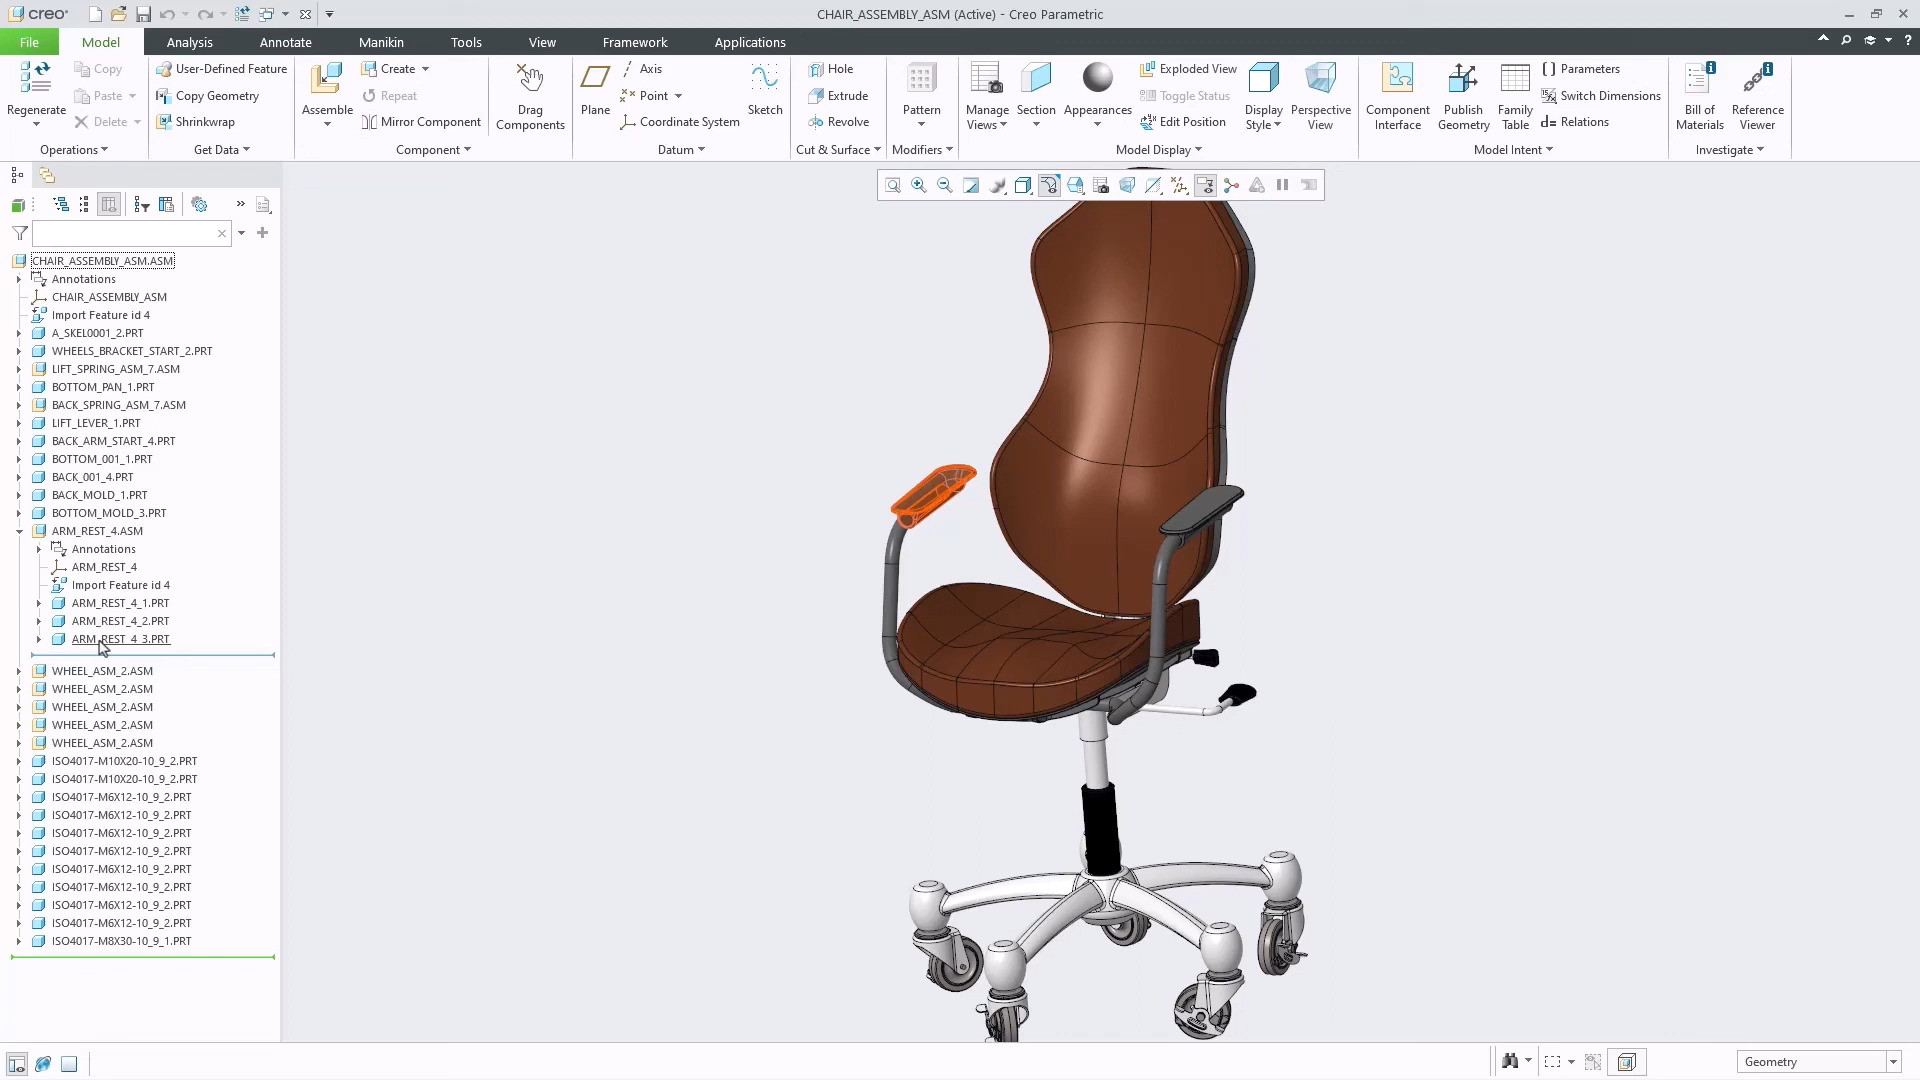 creo
CHAIR_ASSEMBLY_ASM (Active) - Creo Parametric
File Model Analysis Annotate Manikin Tools View Framework Applications
Regenerate
Copy
Paste
Delete
Operations
User-Defined Feature
Copy Geometry
Shrinkwrap
Get Data
Assemble
Create
Repeat
Mirror Component
Drag
Components
Component
Plane
Axis
Point
Coordinate System
Sketch
Datum
Hole
Extrude
Revolve
Cut & Surface
Pattern
Modifiers
Manage
Views
Section
Appearances
Exploded View
Toggle Status
Edit Position
Display
Style
Perspective
View
Model Display
Component
Interface
Publish
Geometry
Family
Table
Parameters
Switch Dimensions
Relations
Model Intent
Bill of
Materials
Reference
Viewer
Investigate
CHAIR_ASSEMBLY_ASM.ASM
Annotations
CHAIR_ASSEMBLY_ASM
Import Feature id 4
A_SKEL0001_2.PRT
WHEELS_BRACKET_START_2.PRT
LIFT_SPRING_ASM_7.ASM
BOTTOM_PAN_1.PRT
BACK_SPRING_ASM_7.ASM
LIFT_LEVER_1.PRT
BACK_ARM_START_4.PRT
BOTTOM_001_1.PRT
BACK_001_4.PRT
BACK_MOLD_1.PRT
BOTTOM_MOLD_3.PRT
ARM_REST_4.ASM
Annotations
ARM_REST_4
Import Feature id 4
ARM_REST_4_1.PRT
ARM_REST_4_2.PRT
ARM_REST_4_3.PRT
WHEEL_ASM_2.ASM
WHEEL_ASM_2.ASM
WHEEL_ASM_2.ASM
WHEEL_ASM_2.ASM
WHEEL_ASM_2.ASM
ISO4017-M10X20-10_9_2.PRT
ISO4017-M10X20-10_9_2.PRT
ISO4017-M6X12-10_9_2.PRT
ISO4017-M6X12-10_9_2.PRT
ISO4017-M6X12-10_9_2.PRT
ISO4017-M6X12-10_9_2.PRT
ISO4017-M6X12-10_9_2.PRT
ISO4017-M6X12-10_9_2.PRT
ISO4017-M6X12-10_9_2.PRT
ISO4017-M6X12-10_9_2.PRT
ISO4017-M8X30-10_9_1.PRT
Geometry